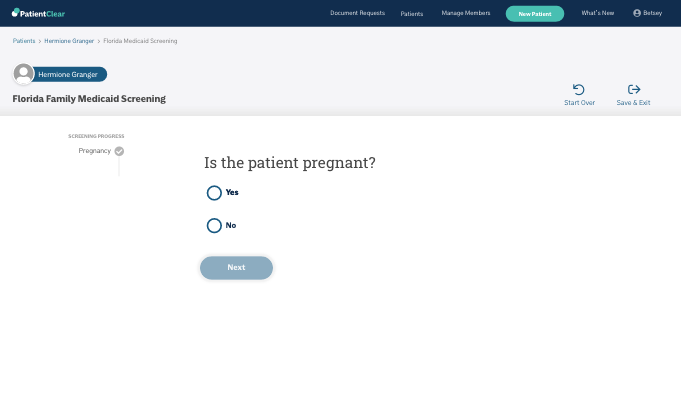 PatientClear
Document Requests
Patients
Manage Members
New Patient
What's New
Betsey
Patients > Hermione Granger > Florida Medicaid Screening
Hermione Granger
Florida Family Medicaid Screening
Start Over
Save & Exit
SCREENING PROGRESS
Pregnancy
Is the patient pregnant?
Yes
No
Next